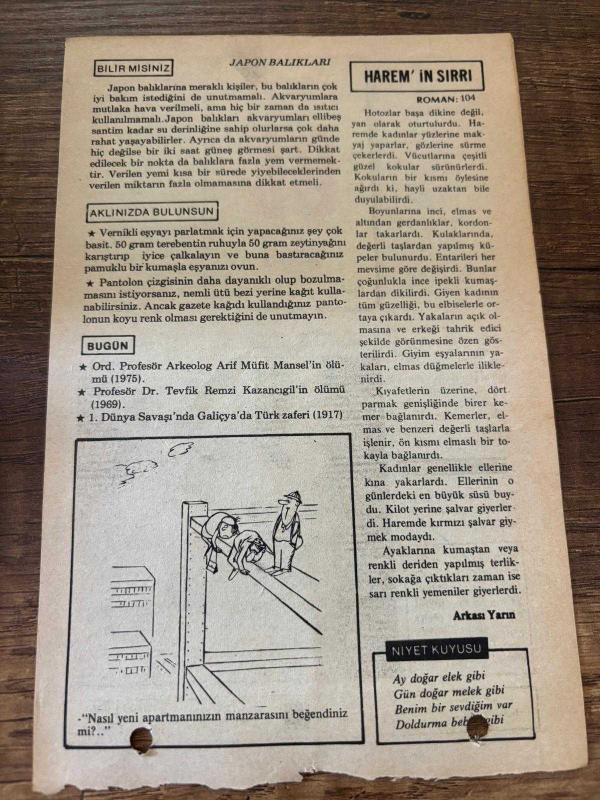 BİLİR MİSİNİZ
JAPON BALIKLARI
Japon balıklarına meraklı kişiler, bu balıkların çok
iyi bakım istediğini de unutmamalı. Akvaryumlara
mutlaka hava verilmeli, ama hiç bir zaman da ısıtıcı
kullanılmamalı.Japon balıkları akvaryumları ellibeş
santim kadar su derinliğine sahip olurlarsa çok daha
rahat yaşayabilirler. Ayrıca da akvaryumların günde
hiç değilse bir iki saat güneş görmesi şart. Dikkat
edilecek bir nokta da balıklara fazla yem vermemek-
tir. Verilen yemi kısa bir sürede yiyebileceklerinden
verilen miktarın fazla olmamasına dikkat etmeli.
AKLINIZDA BULUNSUN
★ Vernikli eşyayı parlatmak için yapacağınız şey çok
basit. 50 gram terebentin ruhuyla 50 gram zeytinyağını
karıştırıp iyice çalkalayın ve buna bastıracağınız
pamuklu bir kumaşla eşyanızı ovun.
★ Pantolon çizgisinin daha dayanıklı olup bozulma-
masını istiyorsanız, nemli ütü bezi yerine kağıt kulla-
nabilirsiniz. Ancak gazete kağıdı kullandığınız panto-
lonun koyu renk olması gerektiğini de unutmayın.
BUGÜN
★ Ord. Profesör Arkeolog Arif Müfit Mansel'in ölü-
mü (1975).
★ Profesör Dr. Tevfik Remzi Kazancıgil'in ölümü
(1969).
★ 1. Dünya Savaşı'nda Galiçya'da Türk zaferi (1917)
-"Nasıl yeni apartmanınızın manzarasını beğendiniz
mi?.."
HAREM' İN SIRRI
ROMAN: 104
Hotozlar başa dikine değil,
yan olarak oturtulurdu. Ha-
remde kadınlar yüzlerine mak-
yaj yaparlar, gözlerine sürme
çekerlerdi. Vücutlarına çeşitli
güzel kokular sürünürlerdi.
Kokuların bir kısmı öylesine
ağırdı ki, hayli uzaktan bile
duyulabilirdi.
Boyunlarına inci, elmas ve
altından gerdanlıklar, kordon-
lar takarlardı. Kulaklarında,
değerli taşlardan yapılmış kü-
peler bulunurdu. Entarileri her
mevsime göre değişirdi. Bunlar
çoğunlukla ince ipekli kumaş-
lardan dikilirdi. Giyen kadının
tüm güzelliği, bu elbiselerle or-
taya çıkardı. Yakaların açık ol-
masına ve erkeği tahrik edici
şekilde görünmesine özen gös-
terilirdi. Giyim eşyalarının ya-
kaları, elmas düğmelerle ilikle-
nirdi.
Kıyafetlerin üzerine, dört
parmak genişliğinde birer ke-
mer bağlanırdı. Kemerler, el-
mas ve benzeri değerli taşlarla
işlenir, ön kısmı elmaslı bir to-
kayla bağlanırdı.
Kadınlar genellikle ellerine
kına yakarlardı. Ellerinin o
günlerdeki en büyük süsü buy-
du. Kilot yerine şalvar giyerler-
di. Haremde kırmızı şalvar giy-
mek modaydı.
Ayaklarına kumaştan veya
renkli deriden yapılmış terlik-
ler, sokağa çıktıkları zaman ise
sarı renkli yemeniler giyerlerdi.
Arkası Yarın
NİYET KUYUSU
Ay doğar elek gibi
Gün doğar melek gibi
Benim bir sevdiğim var
Doldurma gibi